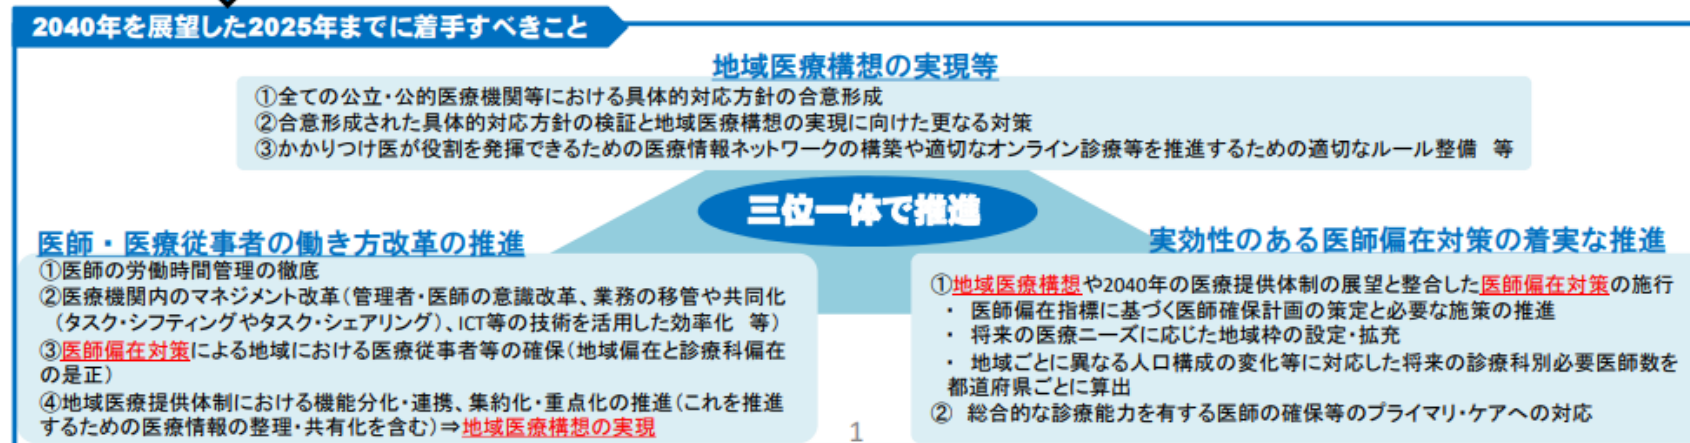 2040年を展望した2025年までに着手すべきこと
地域医療構想の実現等
①全ての公立・公的医療機関等における具体的対応方針の合意形成
②合意形成された具体的対応方針の検証と地域医療構想の実現に向けた更なる対策
③かかりつけ医が役割を発揮できるための医療情報ネットワークの構築や適切なオンライン診療等を推進するための適切なルール整備　等
三位一体で推進
医師・医療従事者の働き方改革の推進
①医師の労働時間管理の徹底
②医療機関内のマネジメント改革（管理者・医師の意識改革、業務の移管や共同化
（タスク・シフティングやタスク・シェアリング）、ICT等の技術を活用した効率化　等）
③医師偏在対策による地域における医療従事者等の確保（地域偏在と診療科偏在
の是正）
④地域医療提供体制における機能分化・連携、集約化・重点化の推進（これを推進
するための医療情報の整理・共有化を含む）⇒地域医療構想の実現
実効性のある医師偏在対策の着実な推進
①地域医療構想や2040年の医療提供体制の展望と整合した医師偏在対策の施行
・ 医師偏在指標に基づく医師確保計画の策定と必要な施策の推進
・ 将来の医療ニーズに応じた地域枠の設定・拡充
・ 地域ごとに異なる人口構成の変化等に対応した将来の診療科別必要医師数を
都道府県ごとに算出
② 総合的な診療能力を有する医師の確保等のプライマリ・ケアへの対応
1